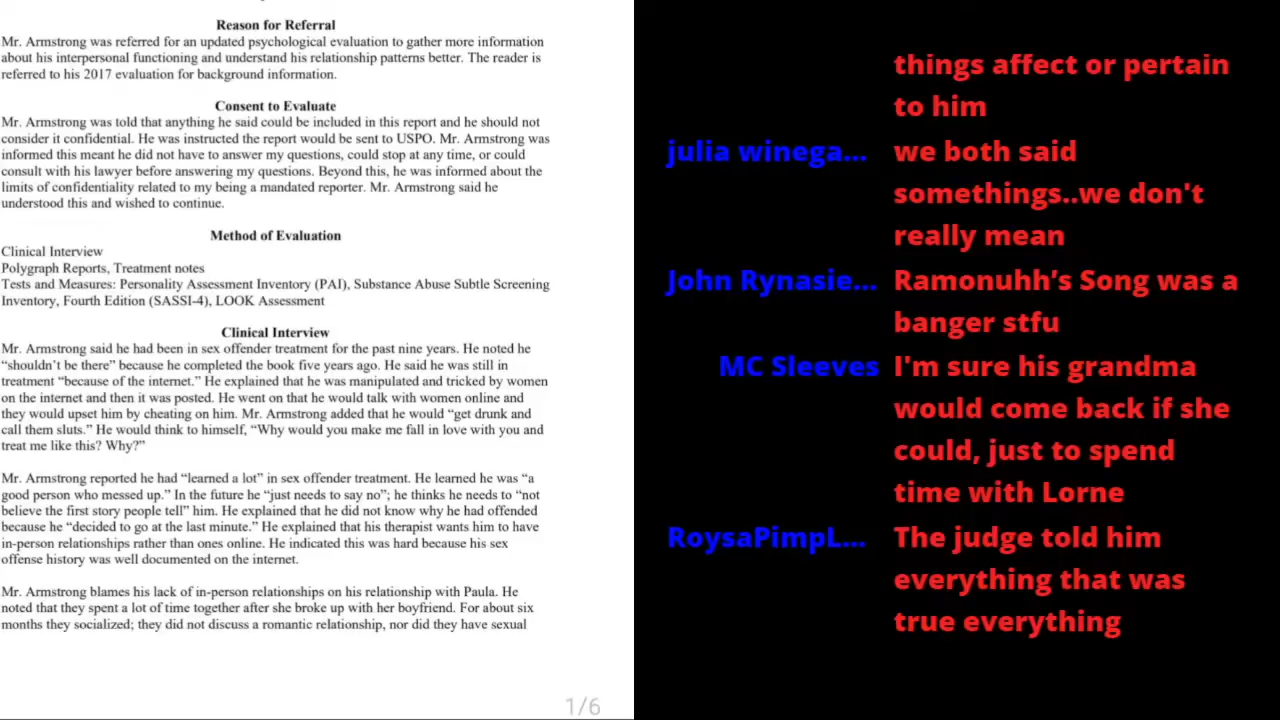 Reason for Referral
Mr. Armstrong was referred for an updated psychological evaluation to gather more information
about his interpersonal functioning and understand his relationship patterns better. The reader is
referred to his 2017 evaluation for background information.
Consent to Evaluate
Mr. Armstrong was told that anything he said could be included in this report and he should not
consider it confidential. He was instructed the report would be sent to USPO. Mr. Armstrong was
informed this meant he did not have to answer my questions, could stop at any time, or could
consult with his lawyer before answering my questions. Beyond this, he was informed about the
limits of confidentiality related to my being a mandated reporter. Mr. Armstrong said he
understood this and wished to continue.
Method of Evaluation
Clinical Interview
Polygraph Reports, Treatment notes
Tests and Measures: Personality Assessment Inventory (PAI), Substance Abuse Subtle Screening
Inventory, Fourth Edition (SASSI-4), LOOK Assessment
Clinical Interview
Mr. Armstrong said he had been in sex offender treatment for the past nine years. He noted he
“shouldn’t be there” because he completed the book five years ago. He said he was still in
treatment “because of the internet.” He explained that he was manipulated and tricked by women
on the internet and then it was posted. He went on that he would talk with women online and
they would upset him by cheating on him. Mr. Armstrong added that he would “get drunk and
call them sluts.” He would think to himself, “Why would you make me fall in love with you and
treat me like this? Why?”
Mr. Armstrong reported he had “learned a lot” in sex offender treatment. He learned he was “a
good person who messed up.” In the future he “just needs to say no”; he thinks he needs to “not
believe the first story people tell” him. He explained that he did not know why he had offended
because he “decided to go at the last minute.” He explained that his therapist wants him to have
in-person relationships rather than ones online. He indicated this was hard because his sex
offense history was well documented on the internet.
Mr. Armstrong blames his lack of in-person relationships on his relationship with Paula. He
noted that they spent a lot of time together after she broke up with her boyfriend. For about six
months they socialized; they did not discuss a romantic relationship, nor did they have sexual
1/6
things affect or pertain
to him
julia winega... we both said
somethings..we don't
really mean
John Rynasie... Ramonuhh’s Song was a
banger stfu
MC Sleeves I'm sure his grandma
would come back if she
could, just to spend
time with Lorne
RoysaPimpL... The judge told him
everything that was
true everything